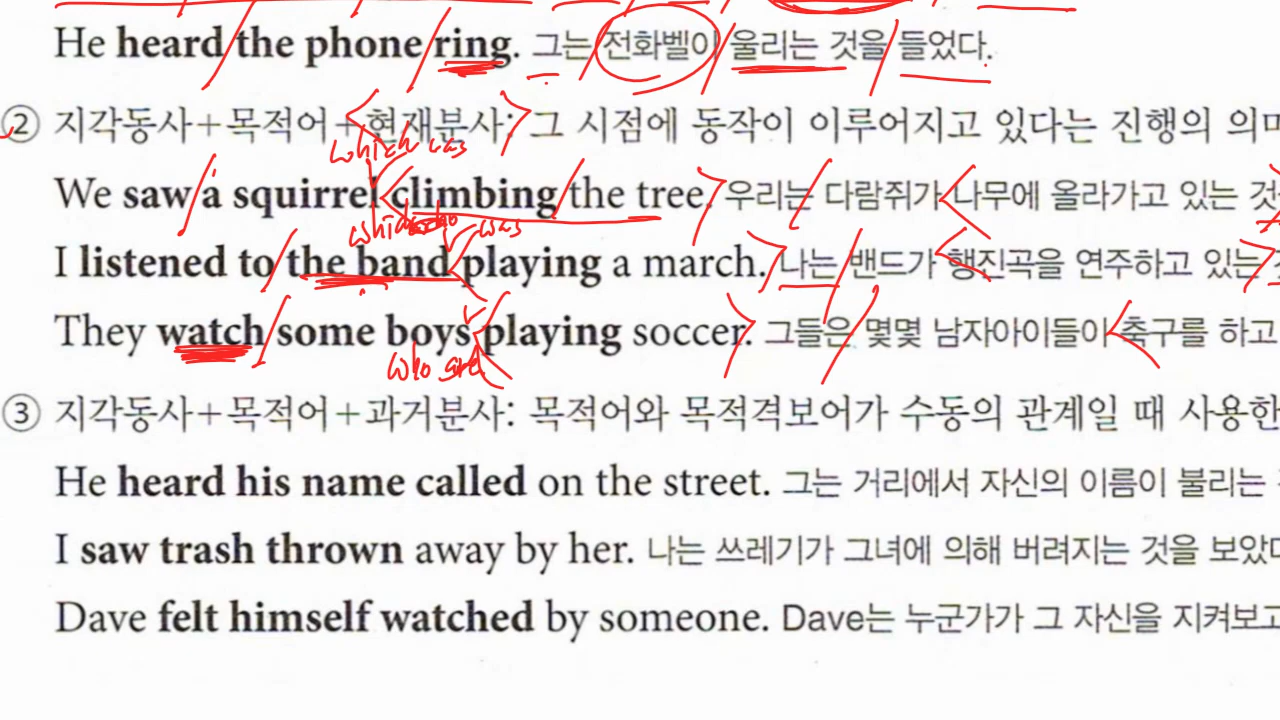 He heard the phone ring. 그는 전화벨이 울리는 것을 들었다.
② 지각동사+목적어+현재분사: 그 시점에 동작이 이루어지고 있다는 진행의 의미
which was
We saw a squirrel climbing the tree. 우리는 다람쥐가 나무에 올라가고 있는 것
which was
I listened to the band playing a march. 나는 밴드가 행진곡을 연주하고 있는
They watch some boys playing soccer. 그들은 몇몇 남자아이들이 축구를 하고
who are
③ 지각동사+목적어+과거분사: 목적어와 목적격보어가 수동의 관계일 때 사용한
He heard his name called on the street. 그는 거리에서 자신의 이름이 불리는
I saw trash thrown away by her. 나는 쓰레기가 그녀에 의해 버려지는 것을 보았다
Dave felt himself watched by someone. Dave는 누군가가 그 자신을 지켜보고